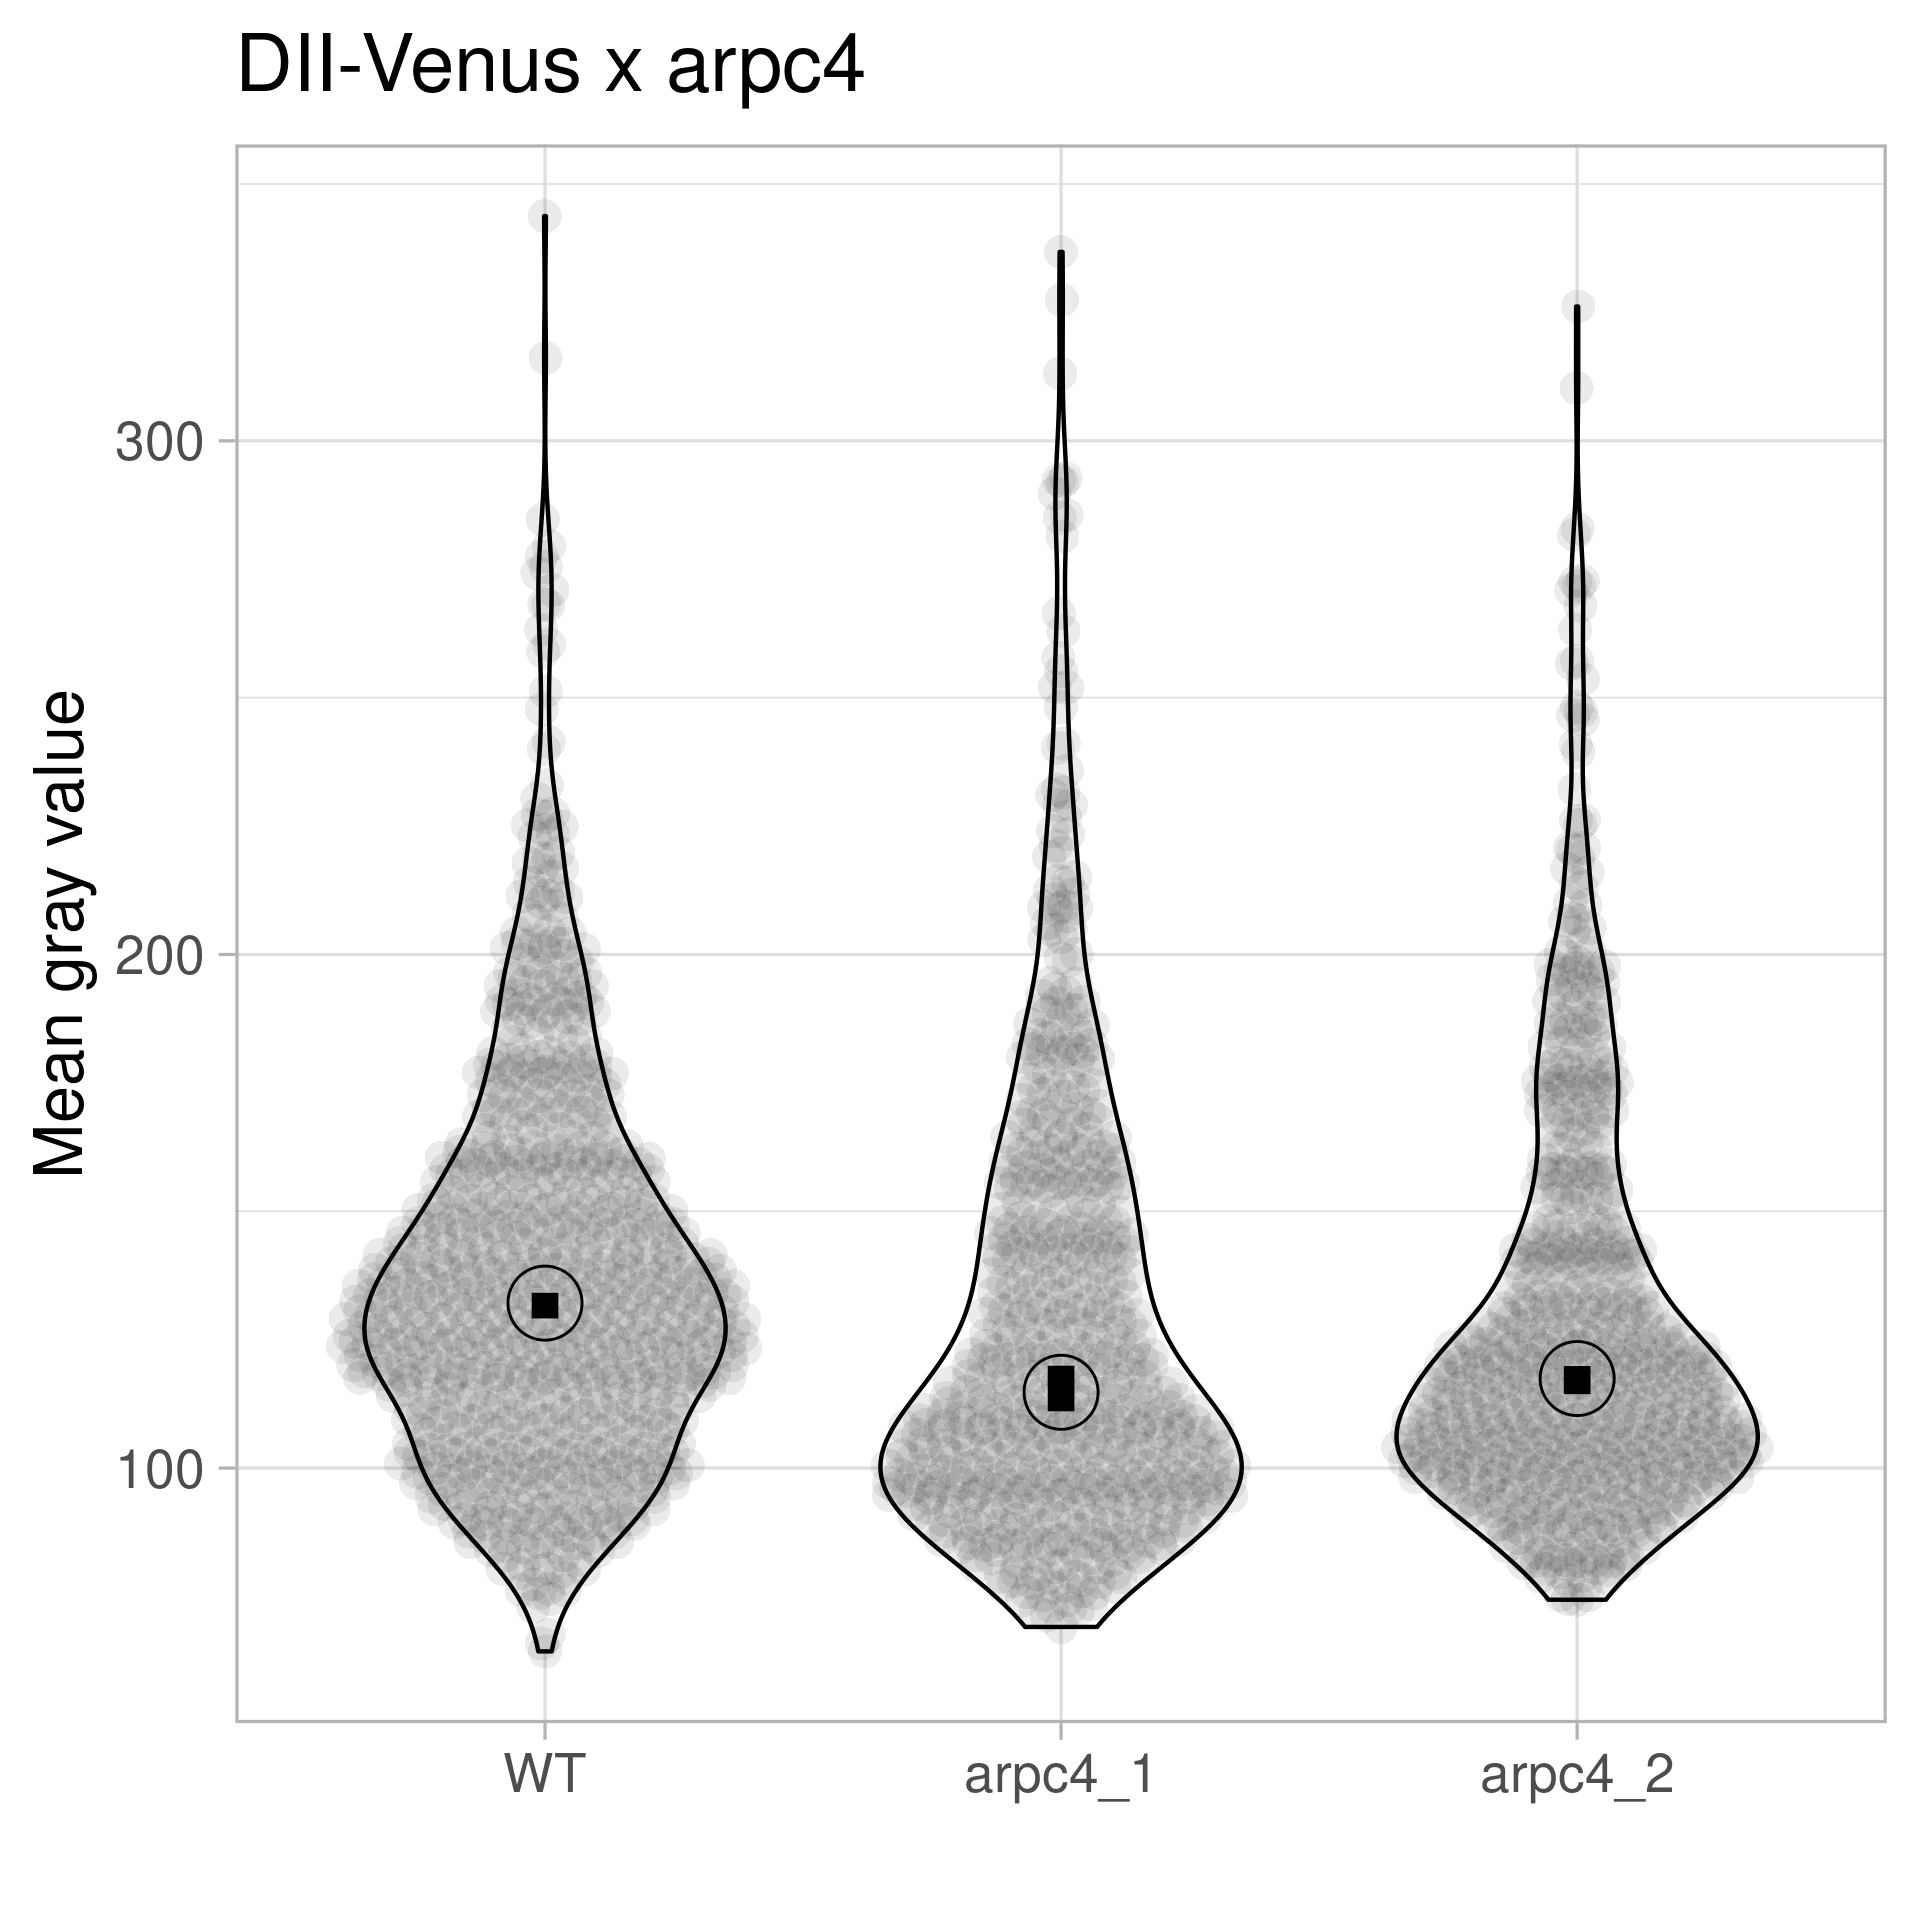 DII-Venus x arpc4
Mean gray value
300
200
100
WT
arpc4_1
arpc4_2